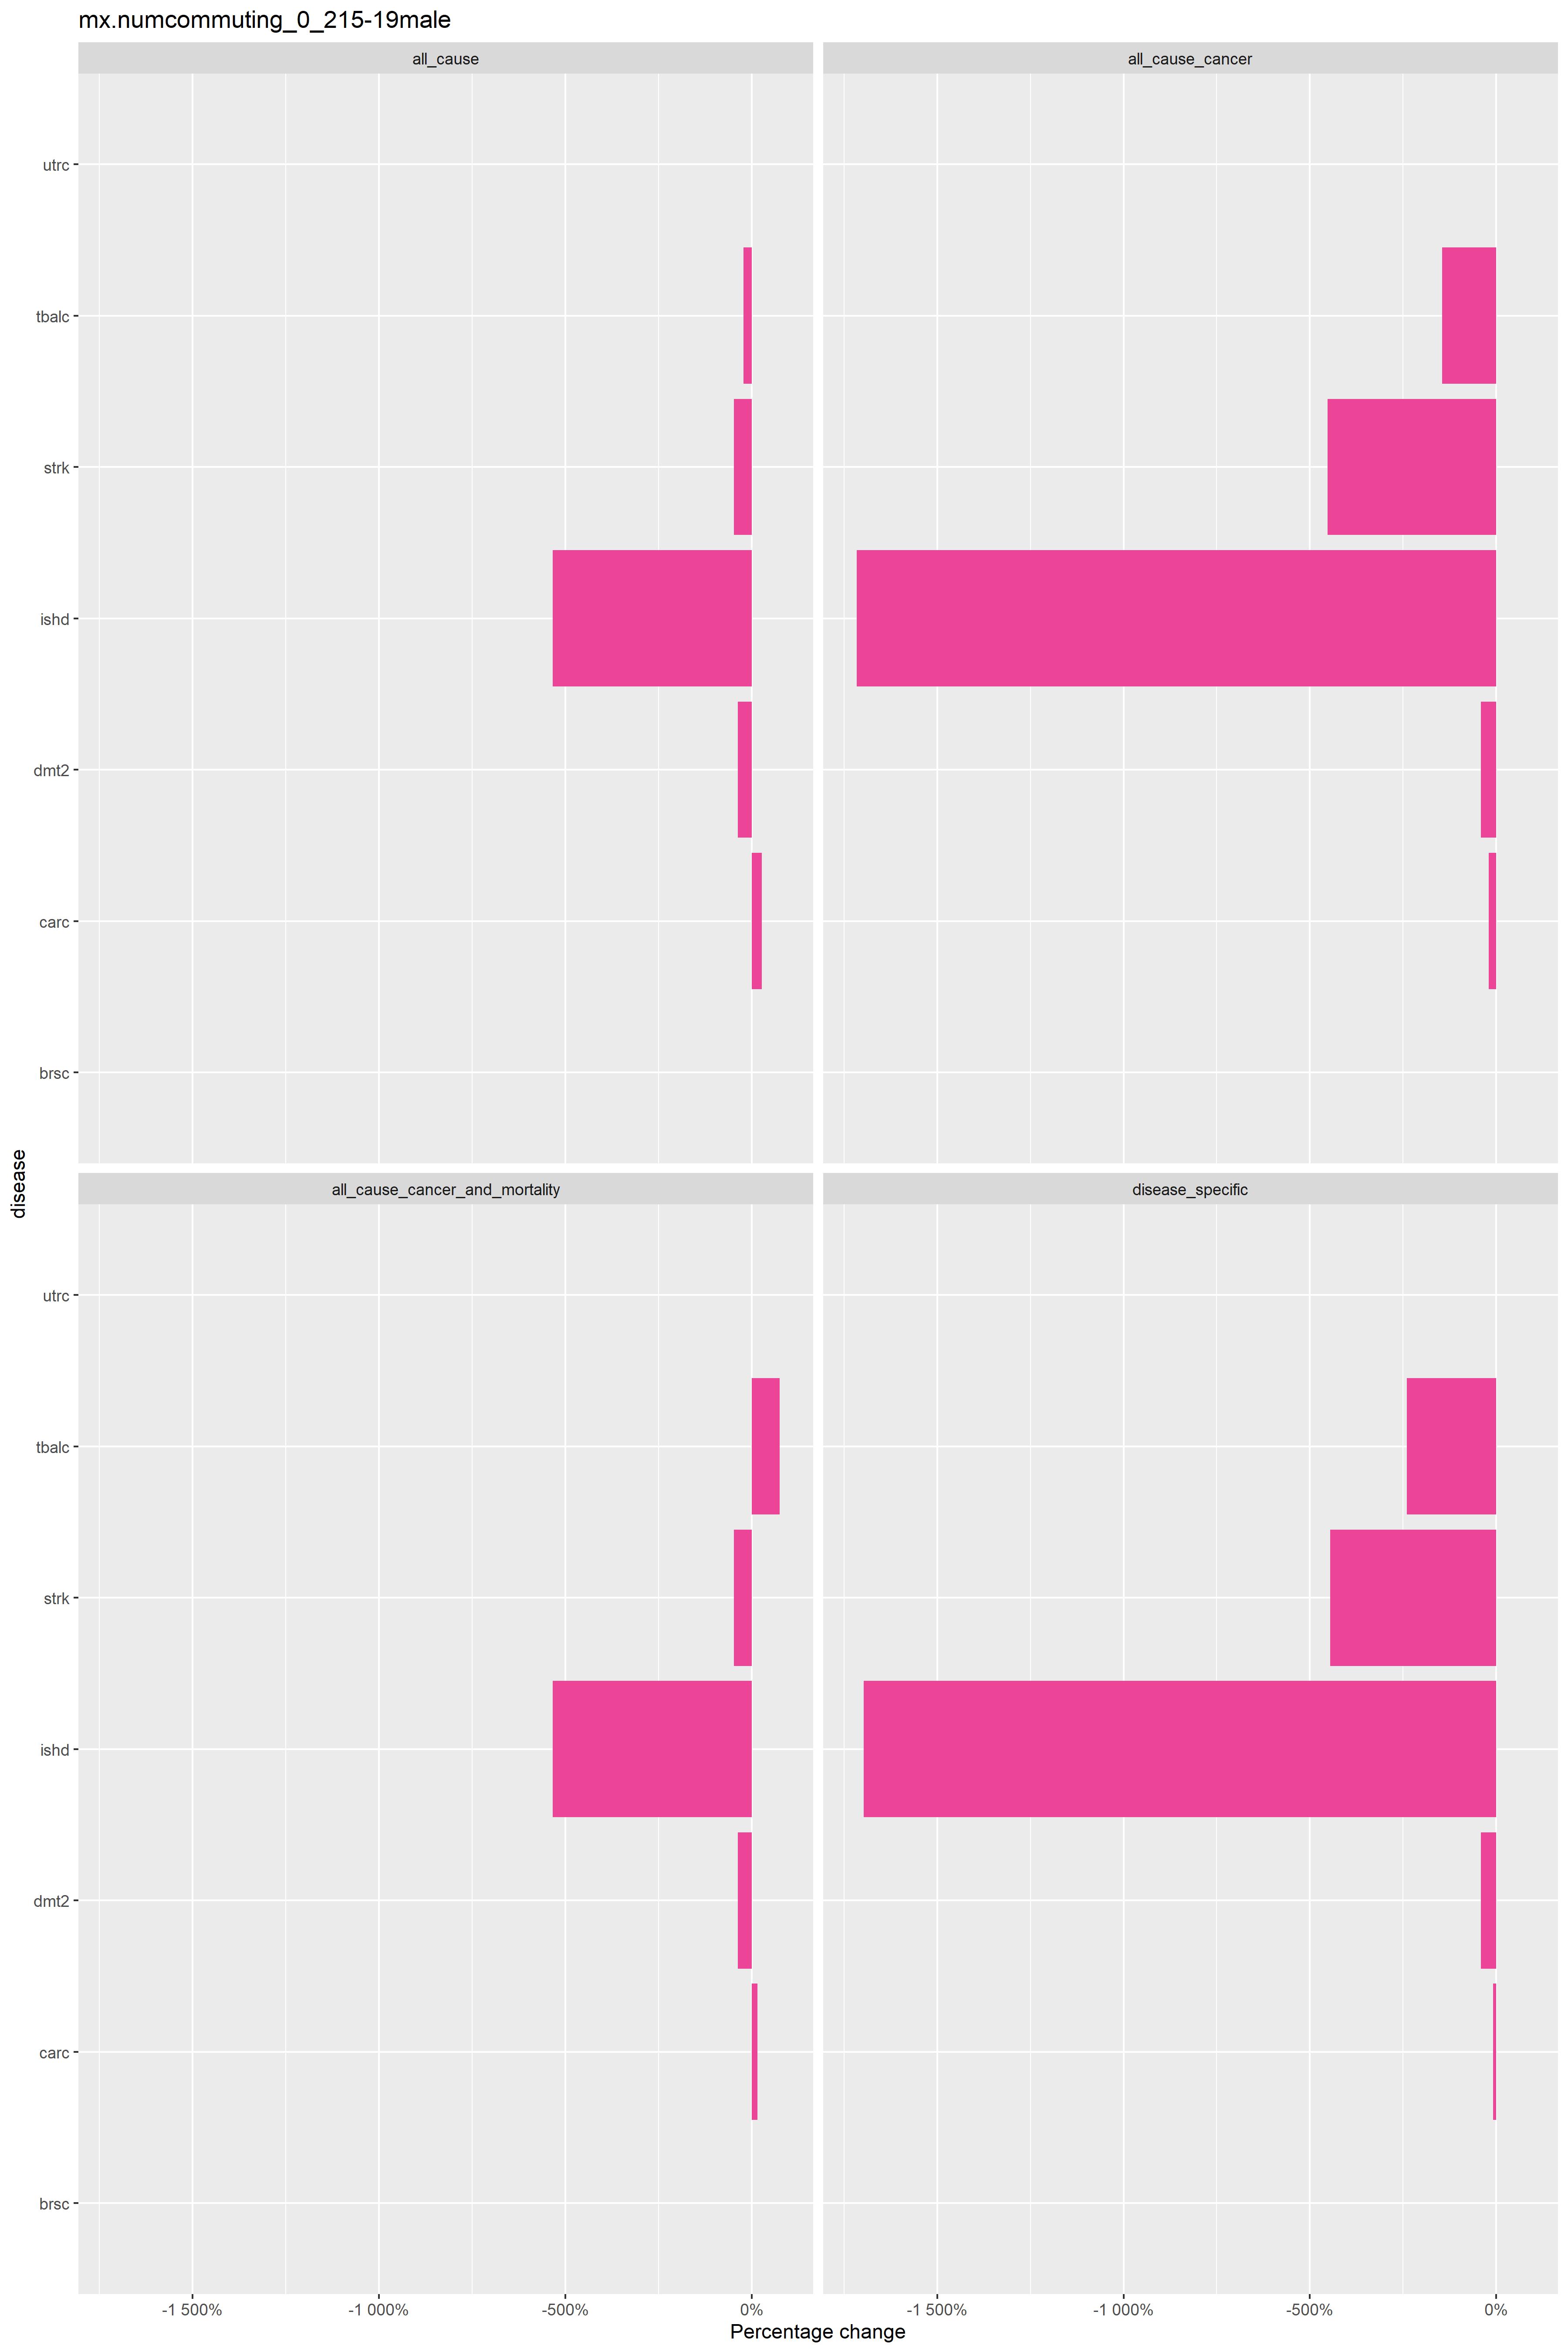 mx.numcommuting_0_215-19male
all_cause
all_cause_cancer
utrc
tbalc
strk
ishd
dmt2
carc
brsc
disease
all_cause_cancer_and_mortality
disease_specific
utrc
tbalc
strk
ishd
dmt2
carc
brsc
-1 500%
-1 000%
-500%
0%
-1 500%
-1 000%
-500%
0%
Percentage change